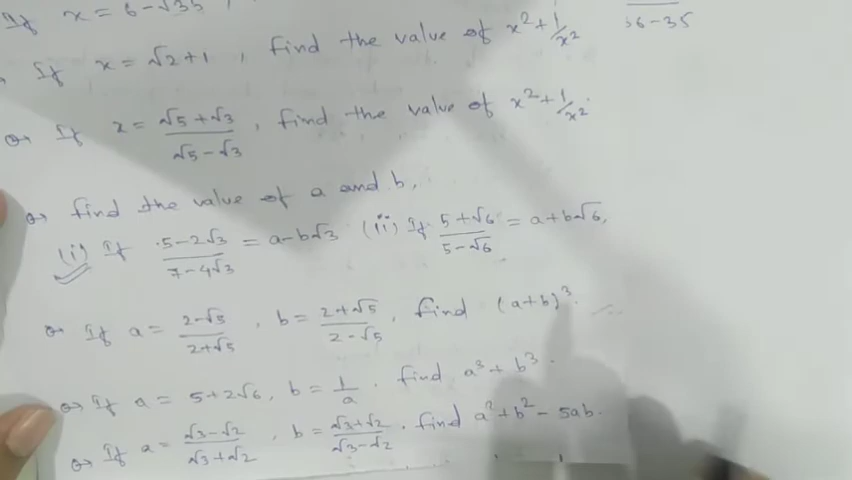 If x = 6 - √35,
If x = √2 + 1, find the value of x² + 1/x² 36 - 35
Q→ If x = (√5 + √3)/(√5 - √3), find the value of x² + 1/x².
Q→ find the value of a and b.
(i) If (5 - 2√3)/(7 - 4√3) = a - b√3 (ii) If (5 + √6)/(5 - √6) = a + b√6.
Q→ If a = (2 - √5)/(2 + √5), b = (2 + √5)/(2 - √5), find (a + b)³.
Q→ If a = 5 + 2√6, b = 1/a. find a³ + b³.
Q→ If a = (√3 - √2)/(√3 + √2), b = (√3 + √2)/(√3 - √2). find a² + b² - 5ab.